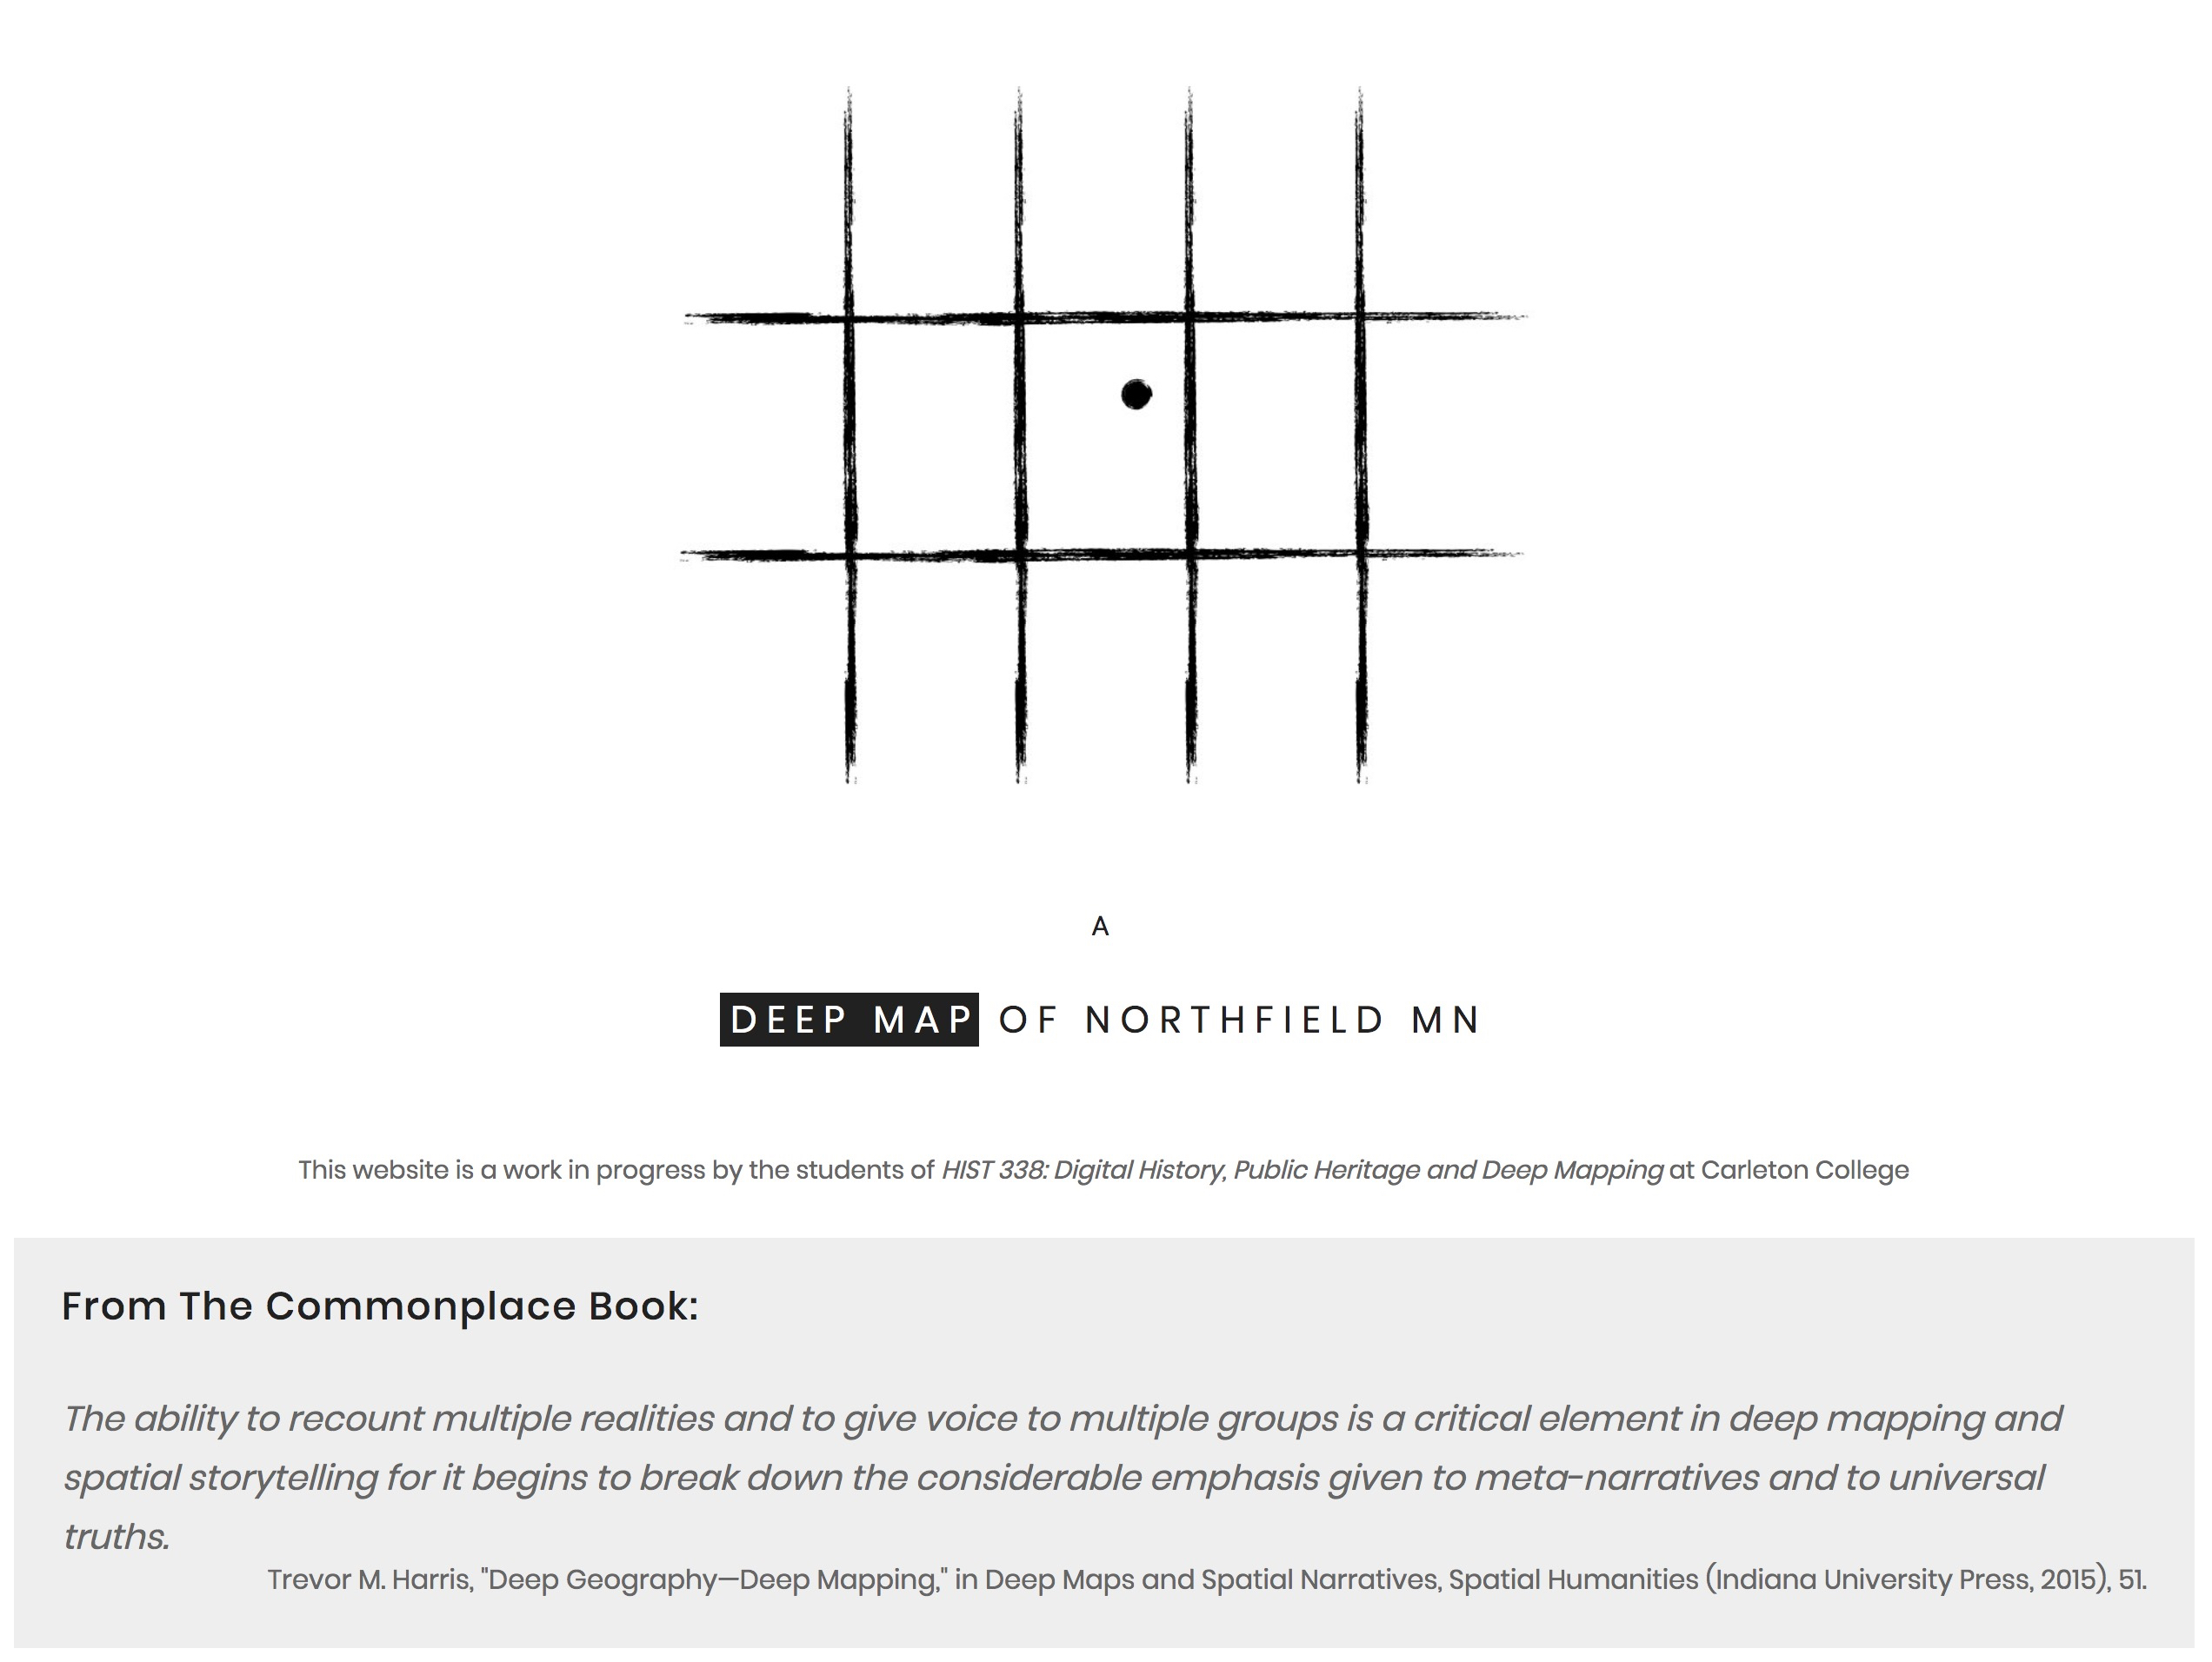 A
DEEP MAP OF NORTHFIELD MN
This website is a work in progress by the students of HIST 338: Digital History, Public Heritage and Deep Mapping at Carleton College
From The Commonplace Book:
The ability to recount multiple realities and to give voice to multiple groups is a critical element in deep mapping and
spatial storytelling for it begins to break down the considerable emphasis given to meta-narratives and to universal
truths.
Trevor M. Harris, "Deep Geography—Deep Mapping," in Deep Maps and Spatial Narratives, Spatial Humanities (Indiana University Press, 2015), 51.